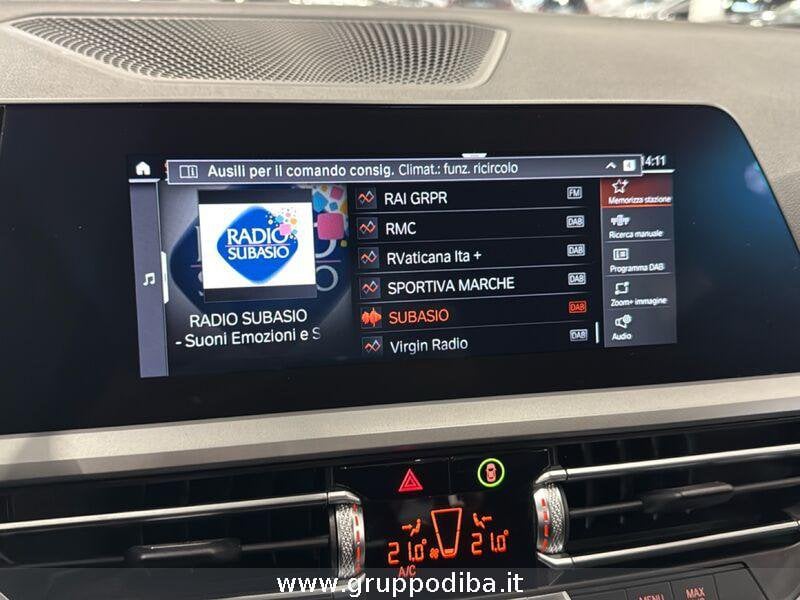 Ausili per il comando consig. Climat.: funz. ricircolo
14:11
RADIO
SUBASIO
RADIO SUBASIO
- Suoni Emozioni e S
RAI GRPR FM
RMC DAB
RVaticana Ita + DAB
SPORTIVA MARCHE DAB
SUBASIO DAB
Virgin Radio DAB
Memorizza stazione
Ricerca manuale
Programma DAB
Zoom+ immagine
Audio
21.0° 21.0°
A/C
MENU
MAX
www.gruppodiba.it